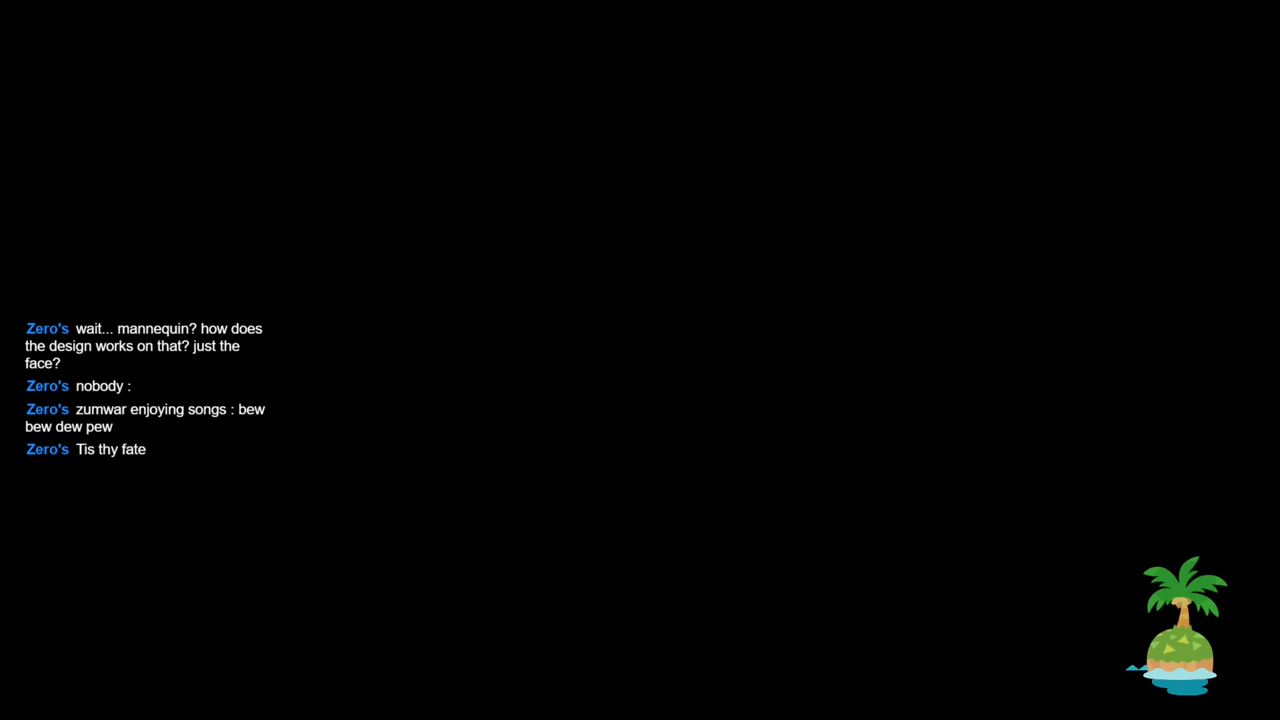 Zero's wait... mannequin? how does
the design works on that? just the
face?
Zero's nobody :
Zero's zumwar enjoying songs : bew
bew dew pew
Zero's Tis thy fate